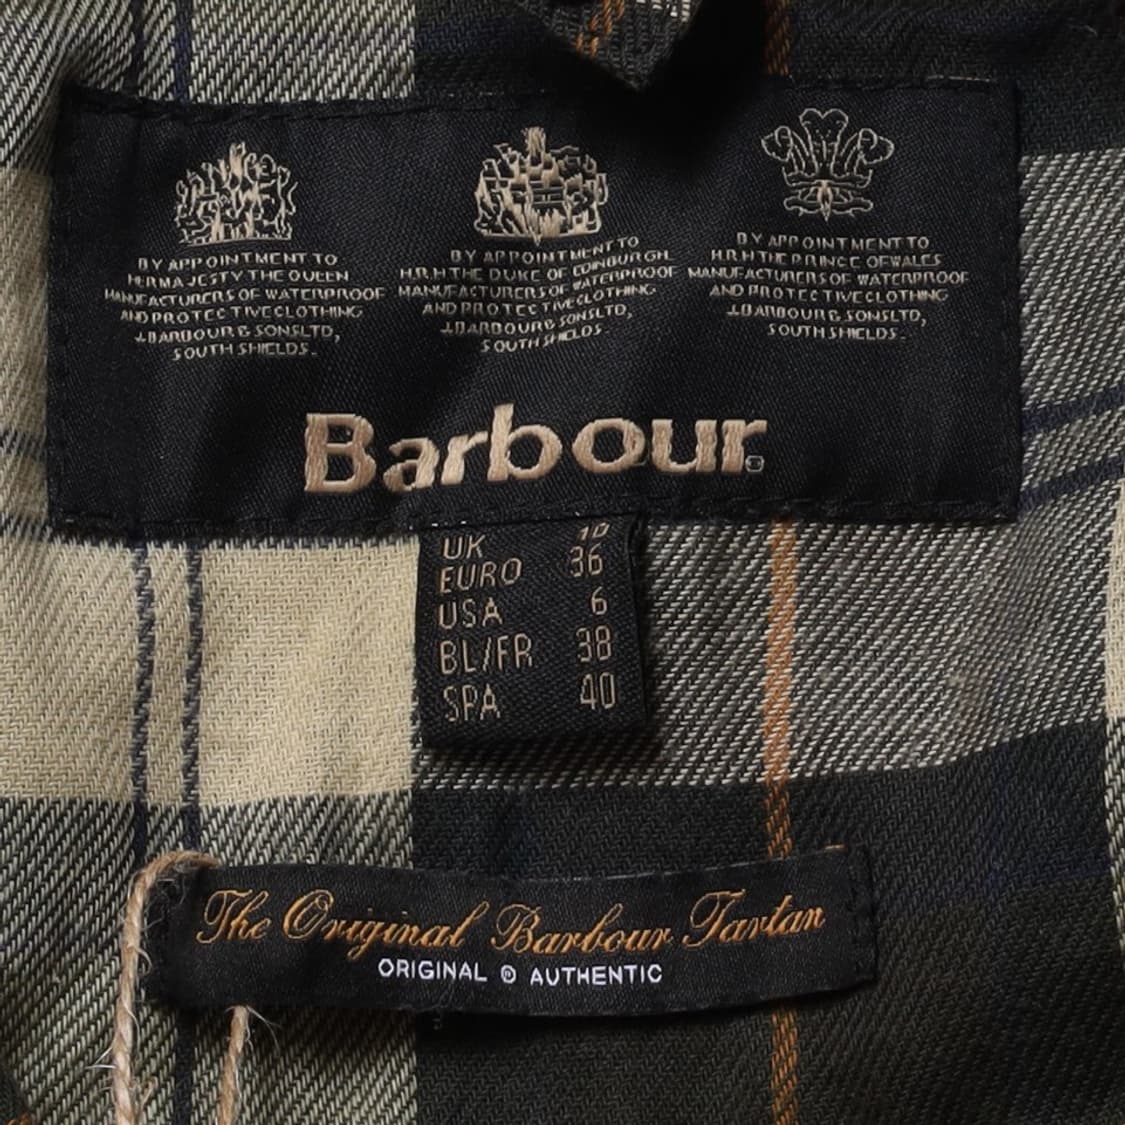 BY APPOINTMENT TO
HER MAJESTY THE QUEEN
MANUFACTURERS OF WATERPROOF
AND PROTECTIVE CLOTHING
J.BARBOUR & SONS LTD,
SOUTH SHIELDS.
BY APPOINTMENT TO
H.R.H THE DUKE OF EDINBURGH
MANUFACTURERS OF WATERPROOF
AND PROTECTIVE CLOTHING
J.BARBOUR & SONS LTD,
SOUTH SHIELDS.
BY APPOINTMENT TO
H.R.H THE PRINCE OF WALES
MANUFACTURERS OF WATERPROOF
AND PROTECTIVE CLOTHING
J.BARBOUR & SONS LTD,
SOUTH SHIELDS.
Barbour®
UK 10
EURO 36
USA 6
BL/FR 38
SPA 40
The Original Barbour Tartan
ORIGINAL ® AUTHENTIC